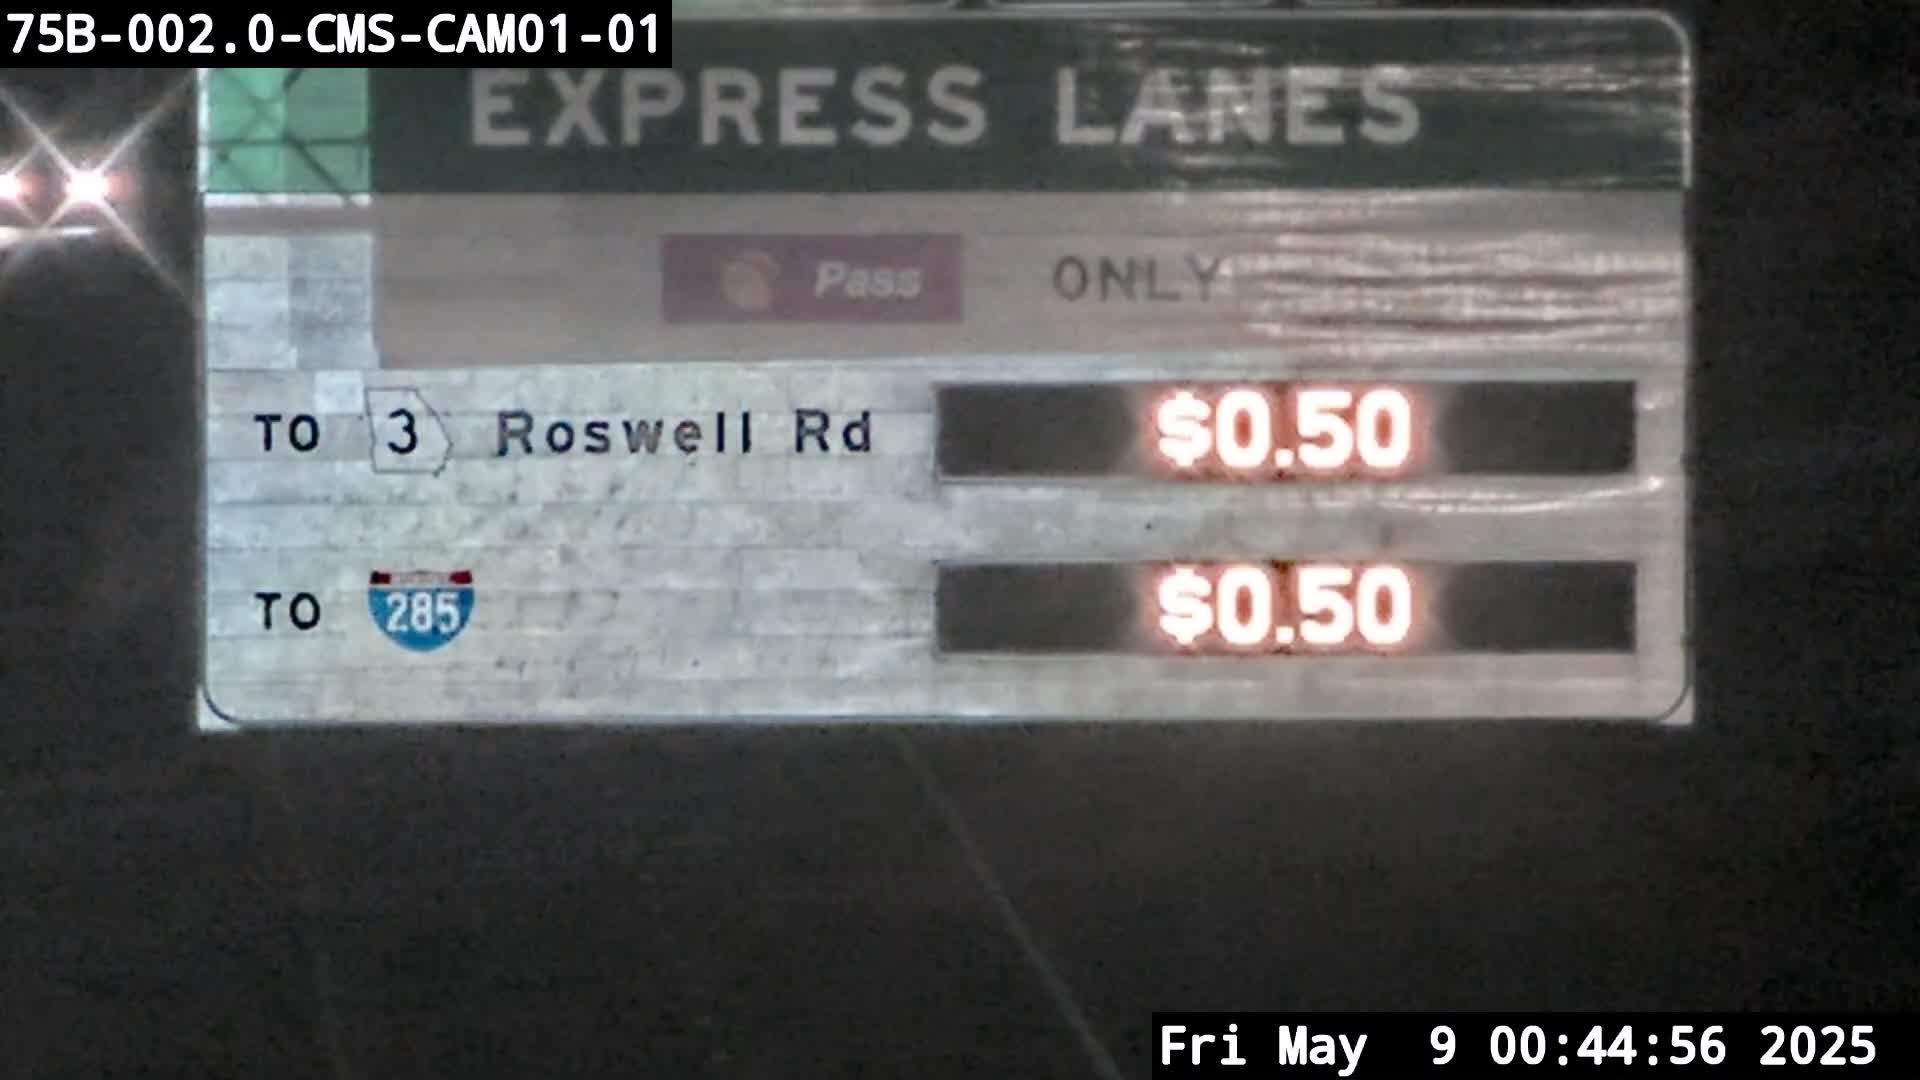 75B-002.0-CMS-CAM01-01
EXPRESS LANES
Pass ONLY
TO 3 Roswell Rd $0.50
TO 285 $0.50
Fri May 9 00:44:56 2025